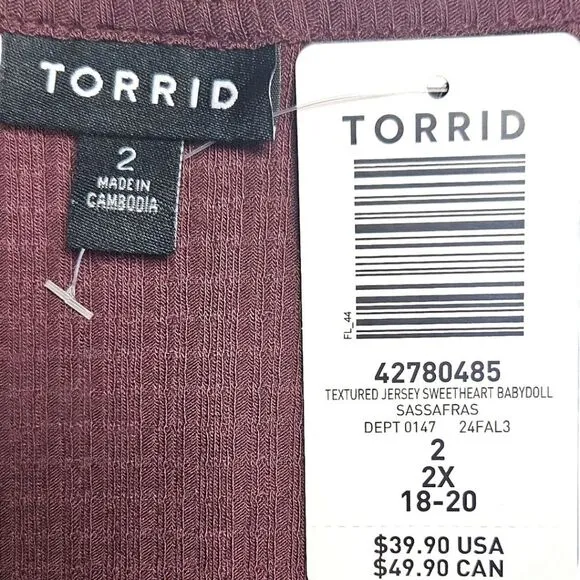 TORRID
2
MADE IN
CAMBODIA
TORRID
FL_44
42780485
TEXTURED JERSEY SWEETHEART BABYDOLL
SASSAFRAS
DEPT 0147 24FAL3
2
2X
18-20
$39.90 USA
$49.90 CAN